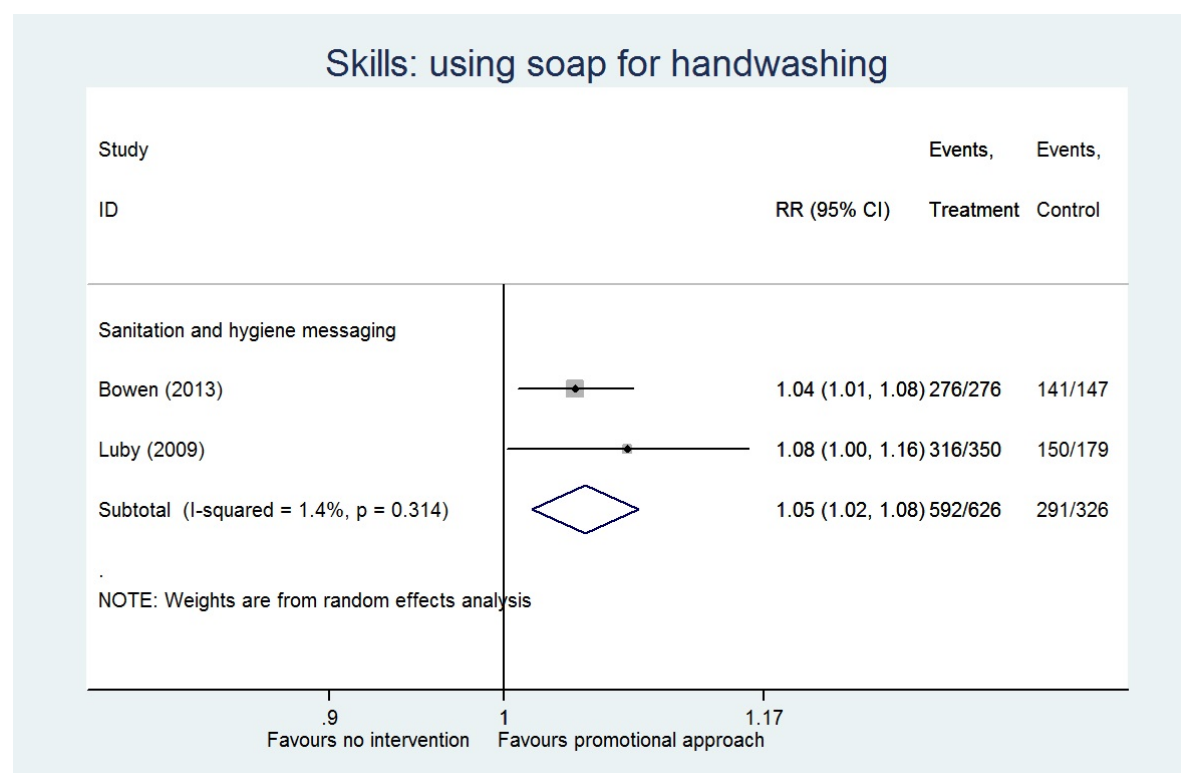 Skills: using soap for handwashing
Study Events, Events,
ID RR (95% CI) Treatment Control
Sanitation and hygiene messaging
Bowen (2013) 1.04 (1.01, 1.08) 276/276 141/147
Luby (2009) 1.08 (1.00, 1.16) 316/350 150/179
Subtotal (I-squared = 1.4%, p = 0.314) 1.05 (1.02, 1.08) 592/626 291/326
.
NOTE: Weights are from random effects analysis
.9 1 1.17
Favours no intervention Favours promotional approach